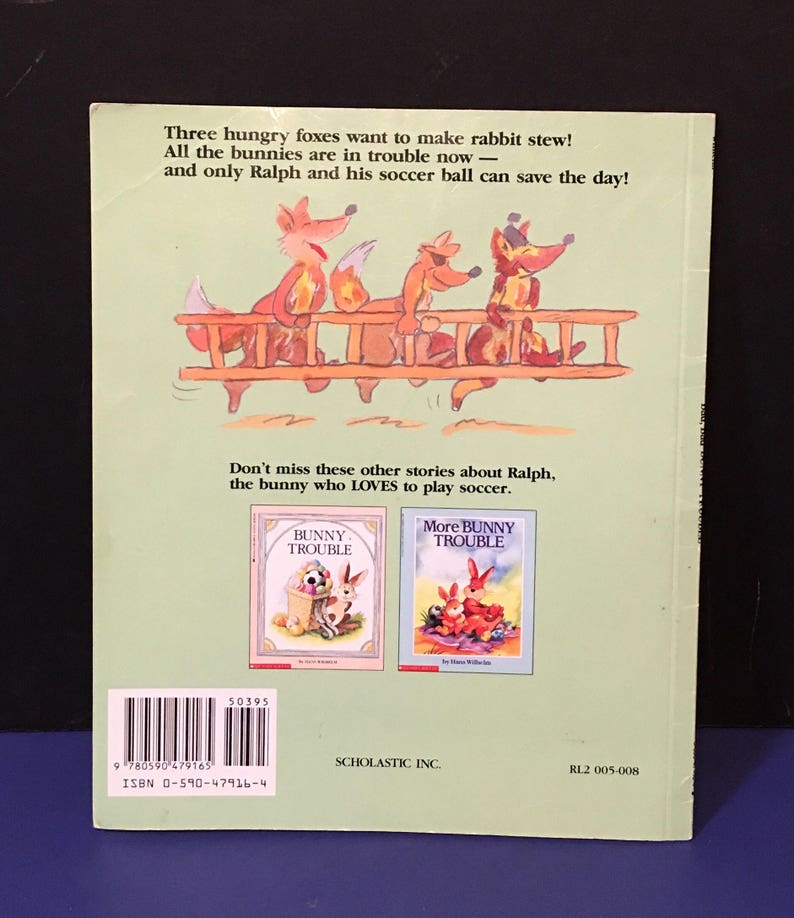 Three hungry foxes want to make rabbit stew!
All the bunnies are in trouble now —
and only Ralph and his soccer ball can save the day!
Don't miss these other stories about Ralph,
the bunny who LOVES to play soccer.
BUNNY
TROUBLE
by HANS WILHELM
More BUNNY
TROUBLE
by Hans Wilhelm
50395
9 780590 479165
ISBN 0-590-47916-4
SCHOLASTIC INC.
RL2 005-008